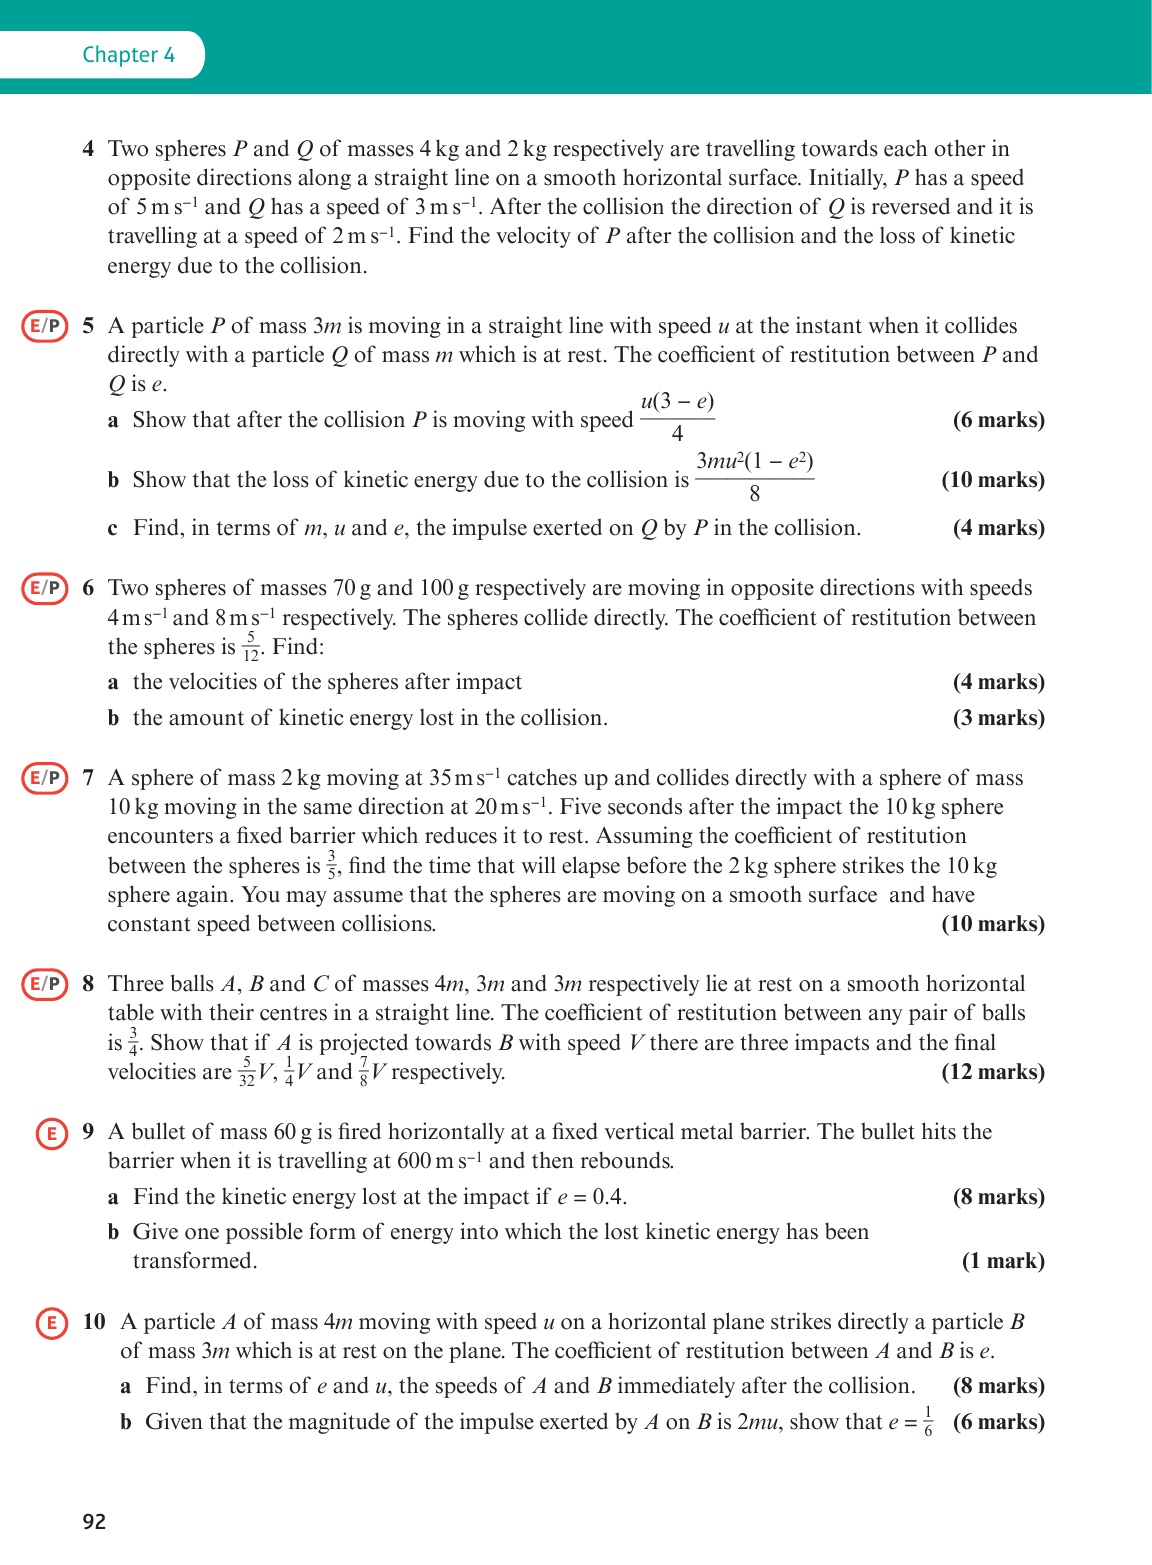 Chapter 4
4 Two spheres P and Q of masses 4 kg and 2 kg respectively are travelling towards each other in
opposite directions along a straight line on a smooth horizontal surface. Initially, P has a speed
of 5 m s⁻¹ and Q has a speed of 3 m s⁻¹. After the collision the direction of Q is reversed and it is
travelling at a speed of 2 m s⁻¹. Find the velocity of P after the collision and the loss of kinetic
energy due to the collision.
E/P 5 A particle P of mass 3m is moving in a straight line with speed u at the instant when it collides
directly with a particle Q of mass m which is at rest. The coefficient of restitution between P and
Q is e.
a Show that after the collision P is moving with speed u(3 − e)/4 (6 marks)
b Show that the loss of kinetic energy due to the collision is 3mu²(1 − e²)/8 (10 marks)
c Find, in terms of m, u and e, the impulse exerted on Q by P in the collision. (4 marks)
E/P 6 Two spheres of masses 70 g and 100 g respectively are moving in opposite directions with speeds
4 m s⁻¹ and 8 m s⁻¹ respectively. The spheres collide directly. The coefficient of restitution between
the spheres is 5/12. Find:
a the velocities of the spheres after impact (4 marks)
b the amount of kinetic energy lost in the collision. (3 marks)
E/P 7 A sphere of mass 2 kg moving at 35 m s⁻¹ catches up and collides directly with a sphere of mass
10 kg moving in the same direction at 20 m s⁻¹. Five seconds after the impact the 10 kg sphere
encounters a fixed barrier which reduces it to rest. Assuming the coefficient of restitution
between the spheres is 3/5, find the time that will elapse before the 2 kg sphere strikes the 10 kg
sphere again. You may assume that the spheres are moving on a smooth surface and have
constant speed between collisions. (10 marks)
E/P 8 Three balls A, B and C of masses 4m, 3m and 3m respectively lie at rest on a smooth horizontal
table with their centres in a straight line. The coefficient of restitution between any pair of balls
is 3/4. Show that if A is projected towards B with speed V there are three impacts and the final
velocities are 5/32 V, 1/4 V and 7/8 V respectively. (12 marks)
E 9 A bullet of mass 60 g is fired horizontally at a fixed vertical metal barrier. The bullet hits the
barrier when it is travelling at 600 m s⁻¹ and then rebounds.
a Find the kinetic energy lost at the impact if e = 0.4. (8 marks)
b Give one possible form of energy into which the lost kinetic energy has been
transformed. (1 mark)
E 10 A particle A of mass 4m moving with speed u on a horizontal plane strikes directly a particle B
of mass 3m which is at rest on the plane. The coefficient of restitution between A and B is e.
a Find, in terms of e and u, the speeds of A and B immediately after the collision. (8 marks)
b Given that the magnitude of the impulse exerted by A on B is 2mu, show that e = 1/6 (6 marks)
92